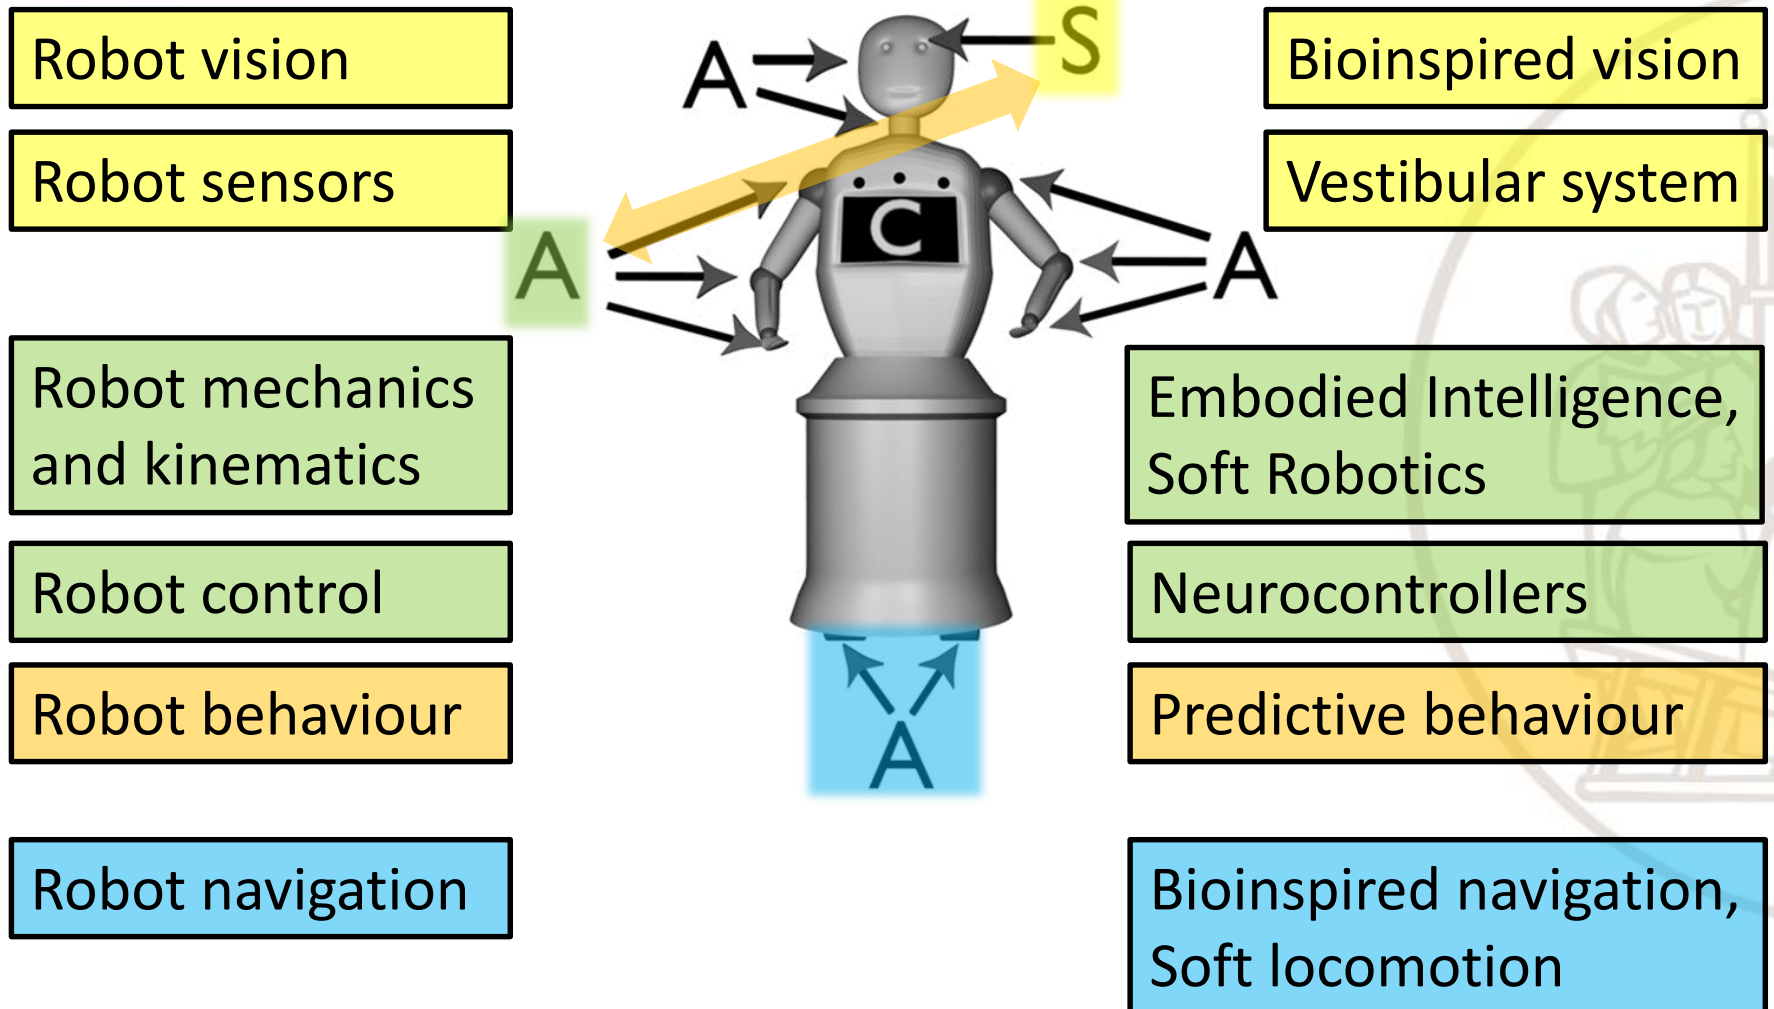 Robot vision
Robot sensors
Robot mechanics
and kinematics
Robot control
Robot behaviour
Robot navigation
A
S
A
C
A
A
Bioinspired vision
Vestibular system
Embodied Intelligence,
Soft Robotics
Neurocontrollers
Predictive behaviour
Bioinspired navigation,
Soft locomotion